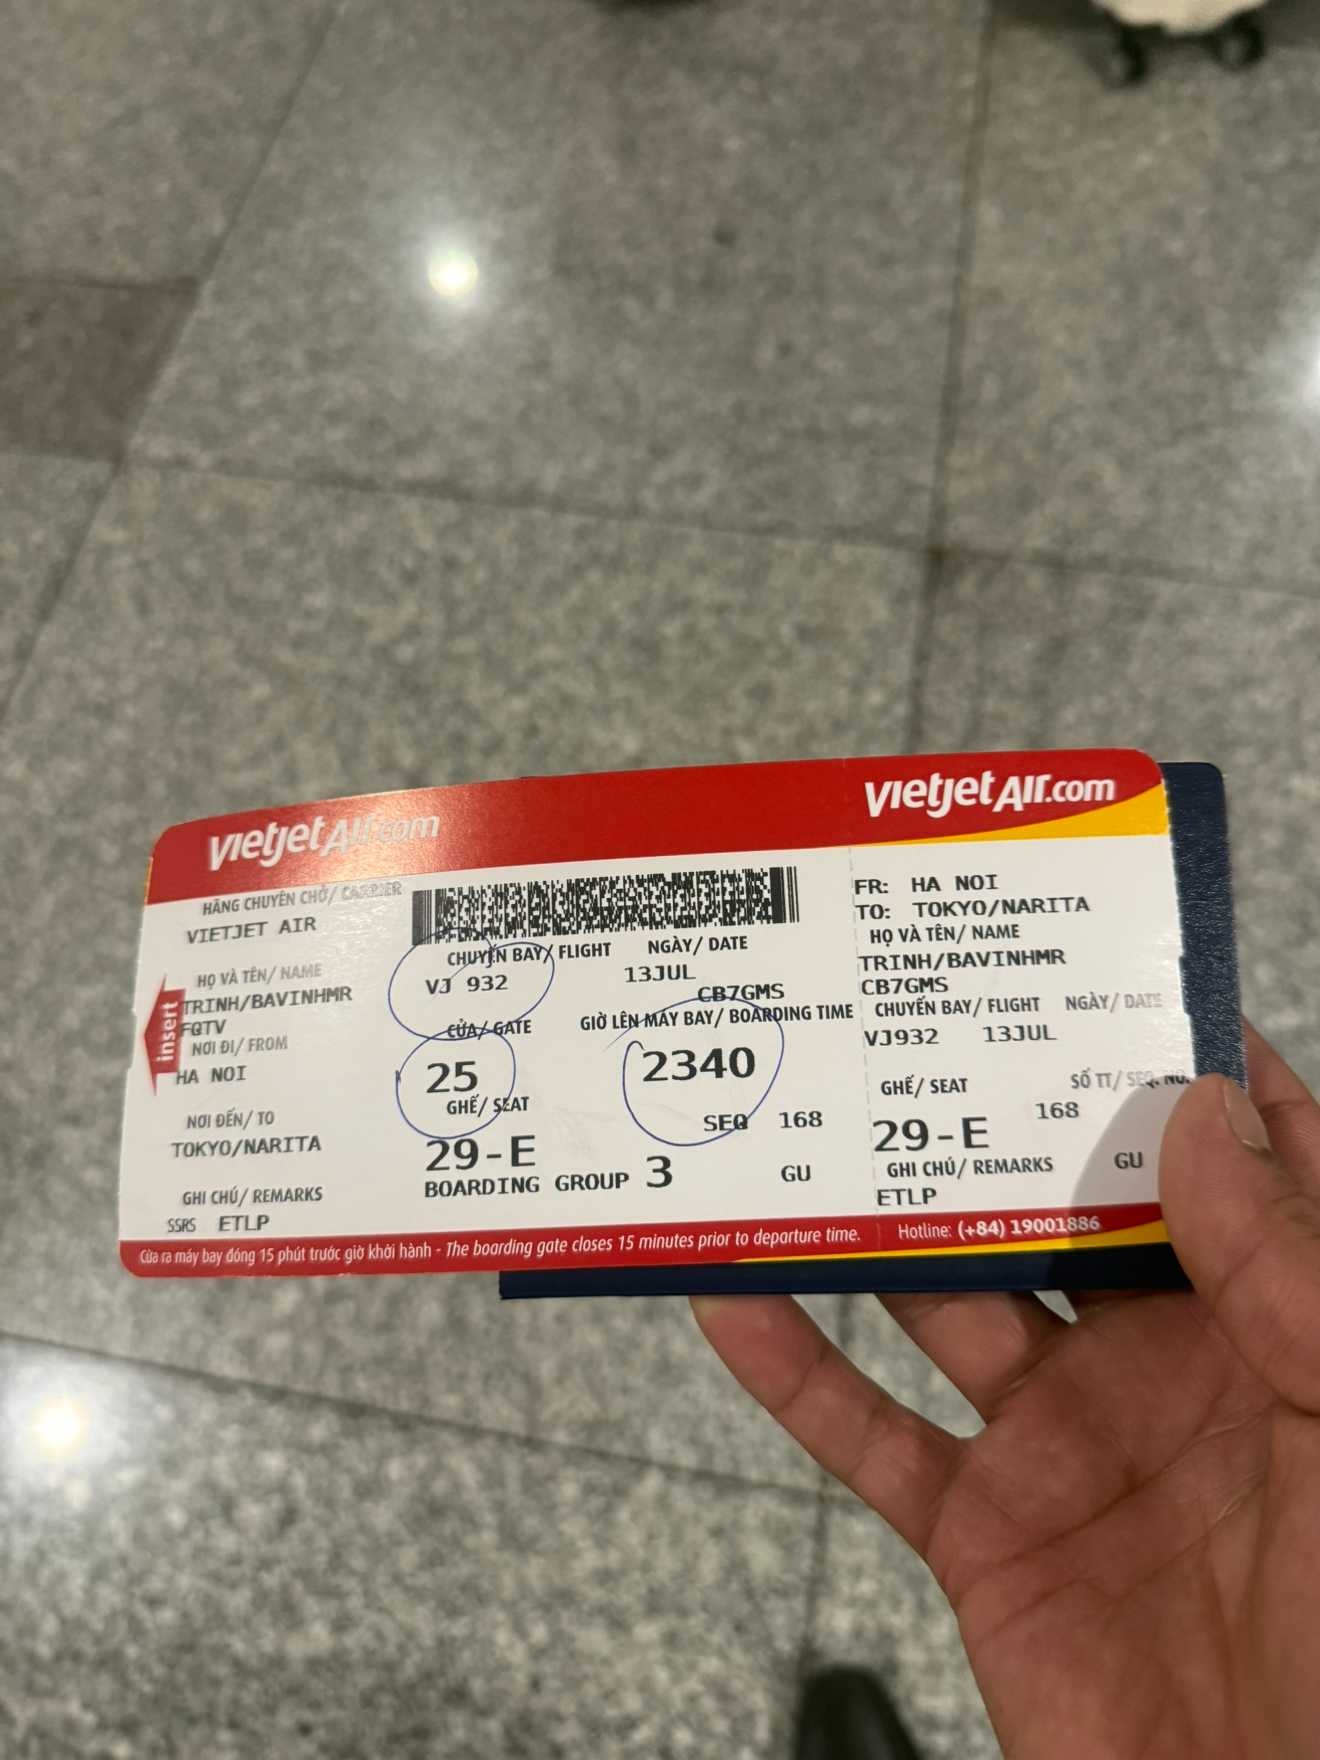 vietjetAir.com
HÃNG CHUYÊN CHỞ/ CARRIER
VIETJET AIR
HỌ VÀ TÊN/ NAME
TRINH/BAVINHMR
FQTV
NƠI ĐI/ FROM
HA NOI
NƠI ĐẾN/ TO
TOKYO/NARITA
GHI CHÚ/ REMARKS
SSRS ETLP
insert
CHUYẾN BAY/ FLIGHT NGÀY/ DATE
VJ 932 13JUL
CB7GMS
CỬA/ GATE GIỜ LÊN MÁY BAY/ BOARDING TIME
25 2340
GHẾ/ SEAT
SEQ 168
29-E
BOARDING GROUP 3 GU
Cửa ra máy bay đóng 15 phút trước giờ khởi hành - The boarding gate closes 15 minutes prior to departure time.
vietjetAir.com
FR: HA NOI
TO: TOKYO/NARITA
HỌ VÀ TÊN/ NAME
TRINH/BAVINHMR
CB7GMS
CHUYẾN BAY/ FLIGHT NGÀY/ DATE
VJ932 13JUL
GHẾ/ SEAT SỐ TT/ SEQ. NO.
29-E 168
GHI CHÚ/ REMARKS GU
ETLP
Hotline: (+84) 19001886